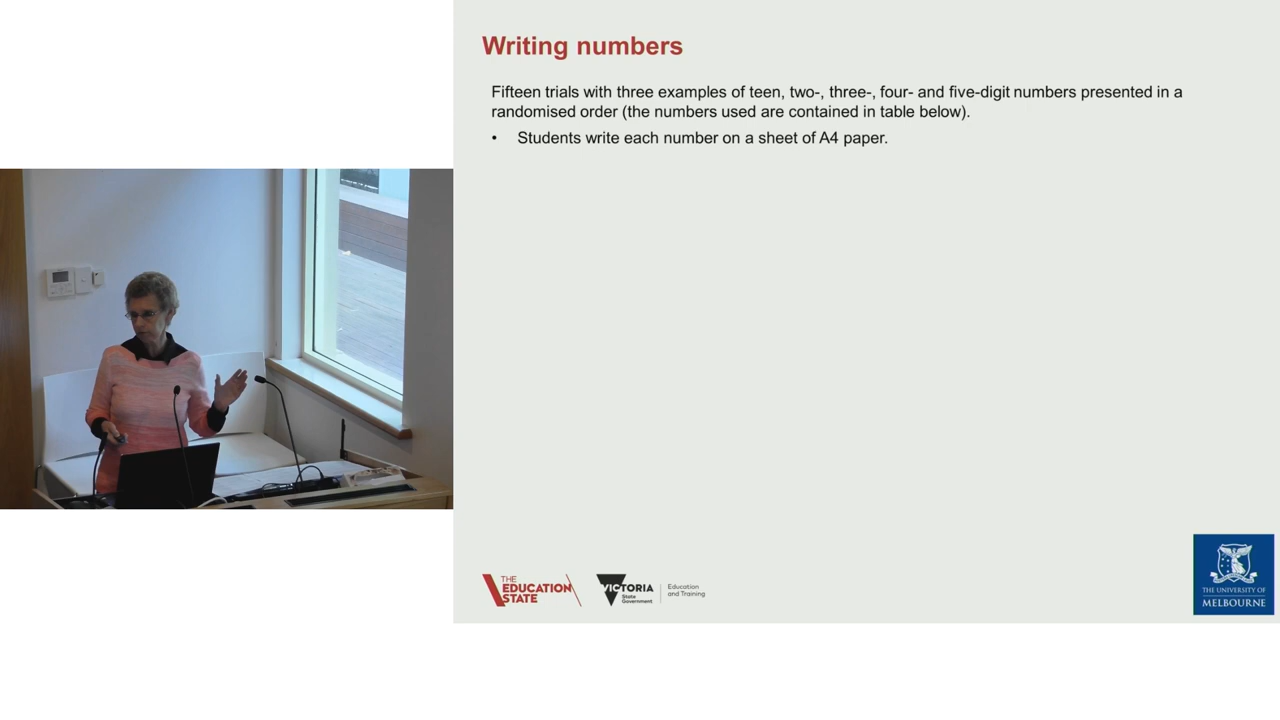 Writing numbers
Fifteen trials with three examples of teen, two-, three-, four- and five-digit numbers presented in a
randomised order (the numbers used are contained in table below).
• Students write each number on a sheet of A4 paper.
THE
EDUCATION
STATE
VICTORIA
State
Government
Education
and Training
THE UNIVERSITY OF
MELBOURNE